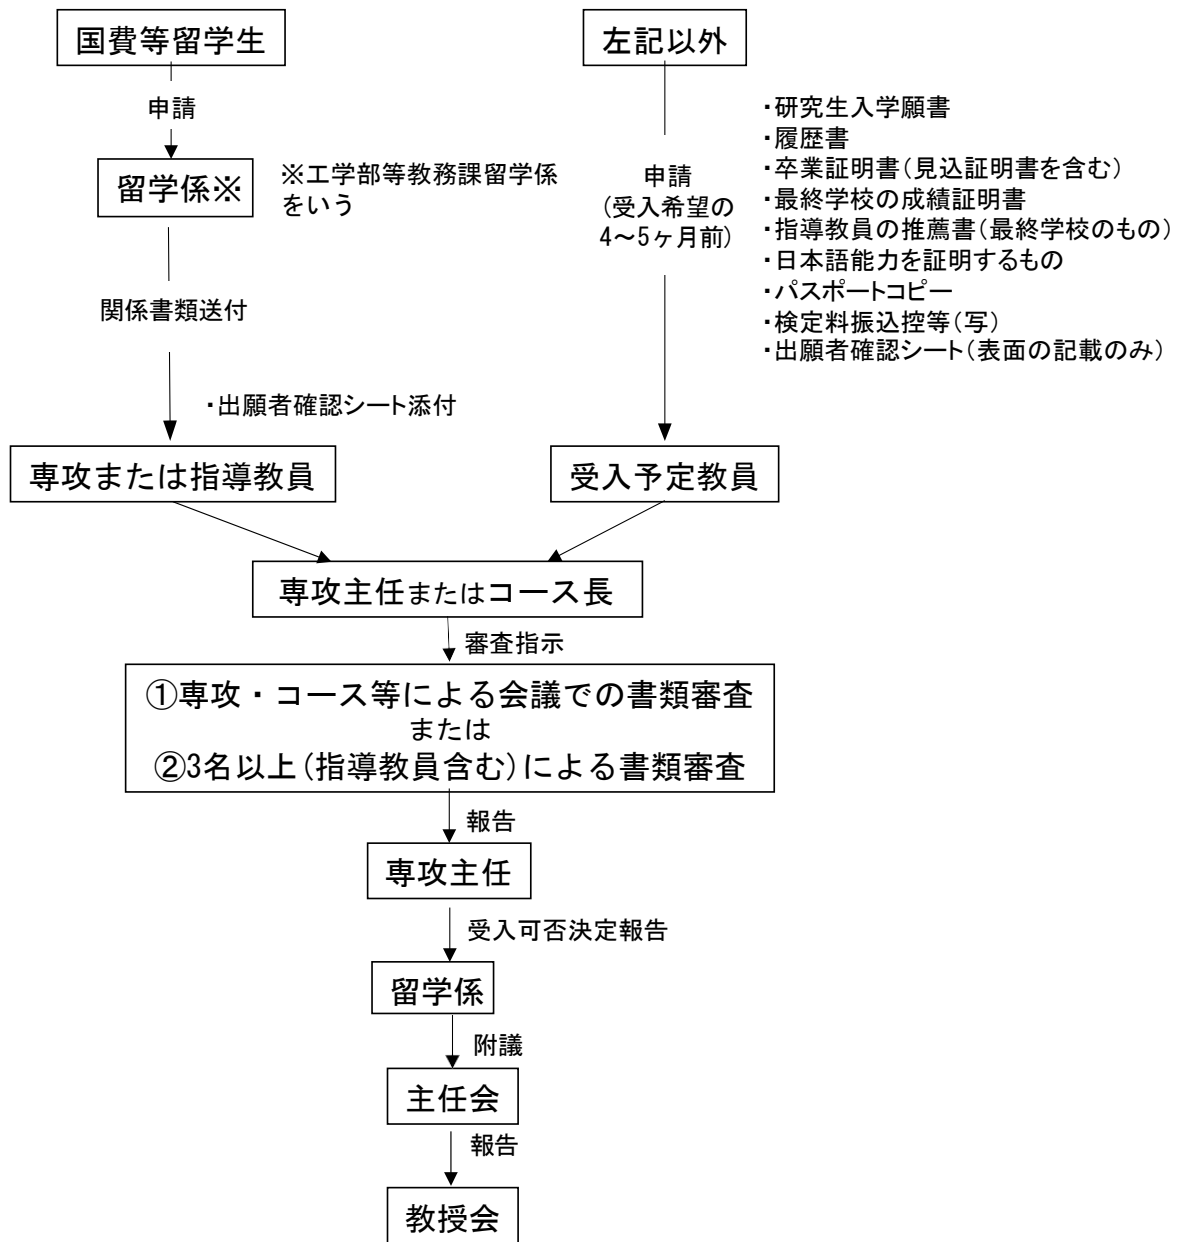 国費等留学生
左記以外
申請
・研究生入学願書
・履歴書
・卒業証明書(見込証明書を含む)
・最終学校の成績証明書
・指導教員の推薦書(最終学校のもの)
・日本語能力を証明するもの
・パスポートコピー
・検定料振込控等(写)
・出願者確認シート(表面の記載のみ)
留学係※
※工学部等教務課留学係
をいう
申請
(受入希望の
4～5ヶ月前)
関係書類送付
・出願者確認シート添付
専攻または指導教員
受入予定教員
専攻主任またはコース長
審査指示
①専攻・コース等による会議での書類審査
または
②3名以上(指導教員含む)による書類審査
報告
専攻主任
受入可否決定報告
留学係
附議
主任会
報告
教授会